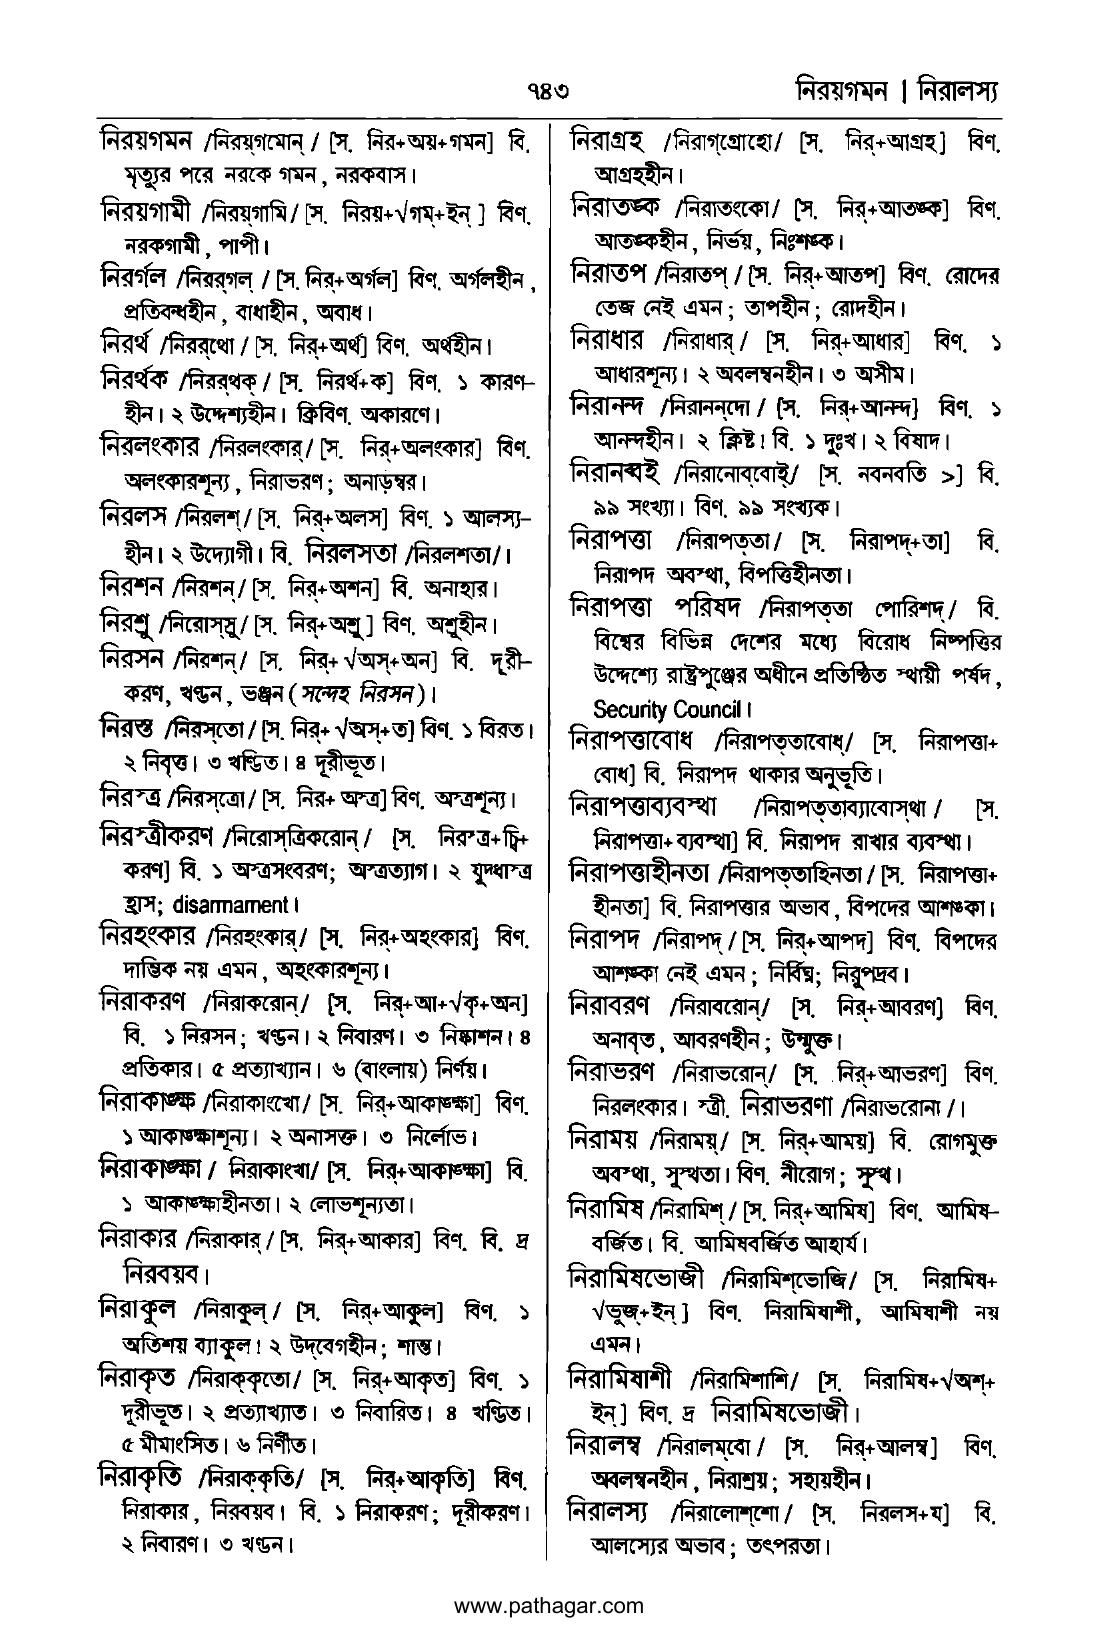 ৭৪৩
নিরয়গমন | নিরালস্য
নিরয়গমন /নিরয়্‌গমোন্‌ / [স. নির+অয়+গমন] বি.
মৃত্যুর পরে নরকে গমন, নরকবাস।
নিরয়গামী /নিরয়্‌গামি/ [স. নিরয়+√গম্‌+ইন্‌ ] বিণ.
নরকগামী, পাপী।
নিরর্গল /নিরর্‌গল্‌ / [স. নির্‌+অর্গল] বিণ. অর্গলহীন,
প্রতিবন্ধহীন, বাধাহীন, অবাধ।
নিরর্থ /নিরর্‌থো / [স. নির্‌+অর্থ] বিণ. অর্থহীন।
নিরর্থক /নিরর্‌থক্‌ / [স. নিরর্থ+ক] বিণ. ১ কারণ–
হীন। ২ উদ্দেশ্যহীন। ক্রিবিণ. অকারণে।
নিরলংকার /নিরলংকার্‌/ [স. নির্‌+অলংকার] বিণ.
অলংকারশূন্য, নিরাভরণ; অনাড়ম্বর।
নিরলস /নিরলশ্‌ / [স. নির্‌+অলস] বিণ. ১ আলস্য–
হীন। ২ উদ্যোগী। বি. নিরলসতা /নিরলশতা/।
নিরশন /নিরশন্‌ / [স. নির্‌+অশন] বি. অনাহার।
নিরশ্রু /নিরোস্‌স্রু/ [স. নির্‌+অশ্রু ] বিণ. অশ্রুহীন।
নিরসন /নিরশন্‌/ [স. নির্‌+ √অস্‌+অন] বি. দূরী–
করণ, খণ্ডন, ভঞ্জন (সন্দেহ নিরসন)।
নিরস্ত /নিরস্‌তো / [স. নির্‌+ √অস্‌+ত] বিণ. ১ বিরত।
২ নিবৃত্ত। ৩ খণ্ডিত। ৪ দূরীভূত।
নিরস্ত্র /নিরস্‌ত্রো / [স. নির্‌+ অস্ত্র] বিণ. অস্ত্রশূন্য।
নিরস্ত্রীকরণ /নিরোস্‌ত্রিকরোন্‌ / [স. নিরস্ত্র+চ্বি+
করণ] বি. ১ অস্ত্রসংবরণ; অস্ত্রত্যাগ। ২ যুদ্ধাস্ত্র
হ্রাস; disarmament।
নিরহংকার /নিরহংকার্‌/ [স. নির্‌+অহংকার] বিণ.
দাম্ভিক নয় এমন, অহংকারশূন্য।
নিরাকরণ /নিরাকরোন্‌/ [স. নির্‌+আ+√কৃ+অন]
বি. ১ নিরসন; খণ্ডন। ২ নিবারণ। ৩ নিষ্কাশন। ৪
প্রতিকার। ৫ প্রত্যাখ্যান। ৬ (বাংলায়) নির্ণয়।
নিরাকাঙ্ক্ষ /নিরাকাংখো/ [স. নির্‌+আকাঙ্ক্ষা] বিণ.
১ আকাঙ্ক্ষাশূন্য। ২ অনাসক্ত। ৩ নির্লোভ।
নিরাকাঙ্ক্ষা / নিরাকাংখা/ [স. নির্‌+আকাঙ্ক্ষা] বি.
১ আকাঙ্ক্ষাহীনতা। ২ লোভশূন্যতা।
নিরাকার /নিরাকার্‌ / [স. নির্‌+আকার] বিণ. বি. দ্র
নিরবয়ব।
নিরাকুল /নিরাকুল্‌ / [স. নির্‌+আকুল] বিণ. ১
অতিশয় ব্যাকুল। ২ উদ্‌বেগহীন; শান্ত।
নিরাকৃত /নিরাক্‌কৃতো/ [স. নির্‌+আকৃত] বিণ. ১
দূরীভূত। ২ প্রত্যাখ্যাত। ৩ নিবারিত। ৪ খণ্ডিত।
৫ মীমাংসিত। ৬ নির্ণীত।
নিরাকৃতি /নিরাক্‌কৃতি/ [স. নির্‌+আকৃতি] বিণ.
নিরাকার, নিরবয়ব। বি. ১ নিরাকরণ; দূরীকরণ।
২ নিবারণ। ৩ খণ্ডন।
নিরাগ্রহ /নিরাগ্‌গ্রোহো/ [স. নির্‌+আগ্রহ] বিণ.
আগ্রহহীন।
নিরাতঙ্ক /নিরাতংকো/ [স. নির্‌+আতঙ্ক] বিণ.
আতঙ্কহীন, নির্ভয়, নিঃশঙ্ক।
নিরাতপ /নিরাতপ্‌ / [স. নির্‌+আতপ] বিণ. রোদের
তেজ নেই এমন; তাপহীন; রোদহীন।
নিরাধার /নিরাধার্‌ / [স. নির্‌+আধার] বিণ. ১
আধারশূন্য। ২ অবলম্বনহীন। ৩ অসীম।
নিরানন্দ /নিরানন্‌দো / [স. নির্‌+আনন্দ] বিণ. ১
আনন্দহীন। ২ ক্লিষ্ট। বি. ১ দুঃখ। ২ বিষাদ।
নিরানব্বই /নিরানোব্‌বোই/ [স. নবনবতি >] বি.
৯৯ সংখ্যা। বিণ. ৯৯ সংখ্যক।
নিরাপত্তা /নিরাপত্‌তা / [স. নিরাপদ্‌+তা] বি.
নিরাপদ অবস্থা, বিপত্তিহীনতা।
নিরাপত্তা পরিষদ /নিরাপত্‌তা পোরিশদ্‌ / বি.
বিশ্বের বিভিন্ন দেশের মধ্যে বিরোধ নিষ্পত্তির
উদ্দেশ্যে রাষ্ট্রপুঞ্জের অধীনে প্রতিষ্ঠিত স্থায়ী পর্ষদ,
Security Council।
নিরাপত্তাবোধ /নিরাপত্‌তাবোধ্‌/ [স. নিরাপত্তা+
বোধ] বি. নিরাপদ থাকার অনুভূতি।
নিরাপত্তাব্যবস্থা /নিরাপত্‌তাব্যাবোস্‌থা / [স.
নিরাপত্তা+ব্যবস্থা] বি. নিরাপদ রাখার ব্যবস্থা।
নিরাপত্তাহীনতা /নিরাপত্‌তাহিনতা / [স. নিরাপত্তা+
হীনতা] বি. নিরাপত্তার অভাব, বিপদের আশঙ্কা।
নিরাপদ /নিরাপদ্‌ / [স. নির্‌+আপদ] বিণ. বিপদের
আশঙ্কা নেই এমন; নির্বিঘ্ন; নিরুপদ্রব।
নিরাবরণ /নিরাবরোন্‌/ [স. নির্‌+আবরণ] বিণ.
অনাবৃত, আবরণহীন; উন্মুক্ত।
নিরাভরণ /নিরাভরোন্‌/ [স. নির্‌+আভরণ] বিণ.
নিরলংকার। স্ত্রী. নিরাভরণা /নিরাভরোনা /।
নিরাময় /নিরাময়্‌/ [স. নির্‌+আময়] বি. রোগমুক্ত
অবস্থা, সুস্থতা। বিণ. নীরোগ; সুস্থ।
নিরামিষ /নিরামিশ্‌ / [স. নির্‌+আমিষ] বিণ. আমিষ–
বর্জিত। বি. আমিষবর্জিত আহার্য।
নিরামিষভোজী /নিরামিশ্‌ভোজি/ [স. নিরামিষ+
√ভুজ্‌+ইন্‌ ] বিণ. নিরামিষাশী, আমিষাশী নয়
এমন।
নিরামিষাশী /নিরামিশাশি/ [স. নিরামিষ+√অশ্‌+
ইন্‌ ] বিণ. দ্র নিরামিষভোজী।
নিরালম্ব /নিরালম্‌বো / [স. নির্‌+আলম্ব] বিণ.
অবলম্বনহীন, নিরাশ্রয়; সহায়হীন।
নিরালস্য /নিরালোশ্‌শো / [স. নিরলস+য] বি.
আলস্যের অভাব; তৎপরতা।
www.pathagar.com